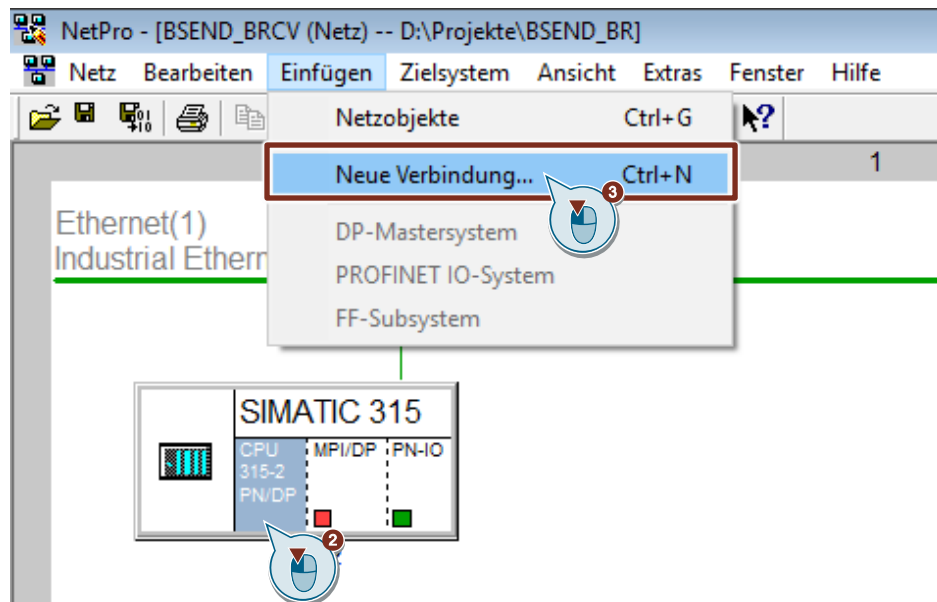 NetPro - [BSEND_BRCV (Netz) -- D:\Projekte\BSEND_BR]
Netz Bearbeiten Einfügen Zielsystem Ansicht Extras Fenster Hilfe
Netzobjekte Ctrl+G
1
Neue Verbindung... Ctrl+N
3
Ethernet(1)
DP-Mastersystem
Industrial Ethern
PROFINET IO-System
FF-Subsystem
SIMATIC 315
CPU 315-2 PN/DP
MPI/DP
PN-IO
2